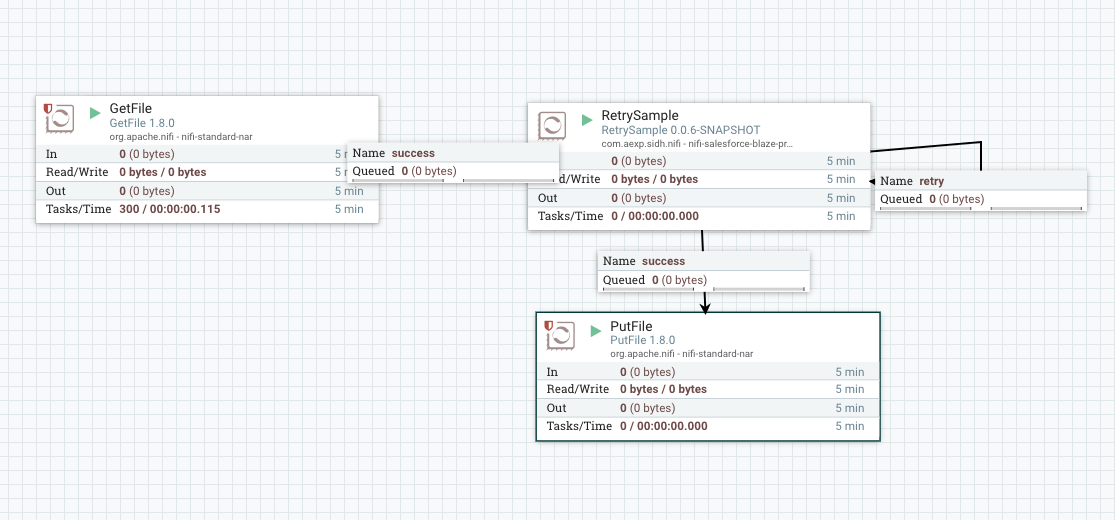 GetFile
GetFile 1.8.0
org.apache.nifi - nifi-standard-nar
In 0 (0 bytes) 5
Read/Write 0 bytes / 0 bytes
Out 0 (0 bytes) 5 min
Tasks/Time 300 / 00:00:00.115 5 min
Name success
Queued 0 (0 bytes)
RetrySample
RetrySample 0.0.6-SNAPSHOT
com.aexp.sidh.nifi - nifi-salesforce-blaze-pr...
0 (0 bytes) 5 min
d/Write 0 bytes / 0 bytes 5 min
Out 0 (0 bytes) 5 min
Tasks/Time 0 / 00:00:00.000 5 min
Name retry
Queued 0 (0 bytes)
Name success
Queued 0 (0 bytes)
PutFile
PutFile 1.8.0
org.apache.nifi - nifi-standard-nar
In 0 (0 bytes) 5 min
Read/Write 0 bytes / 0 bytes 5 min
Out 0 (0 bytes) 5 min
Tasks/Time 0 / 00:00:00.000 5 min